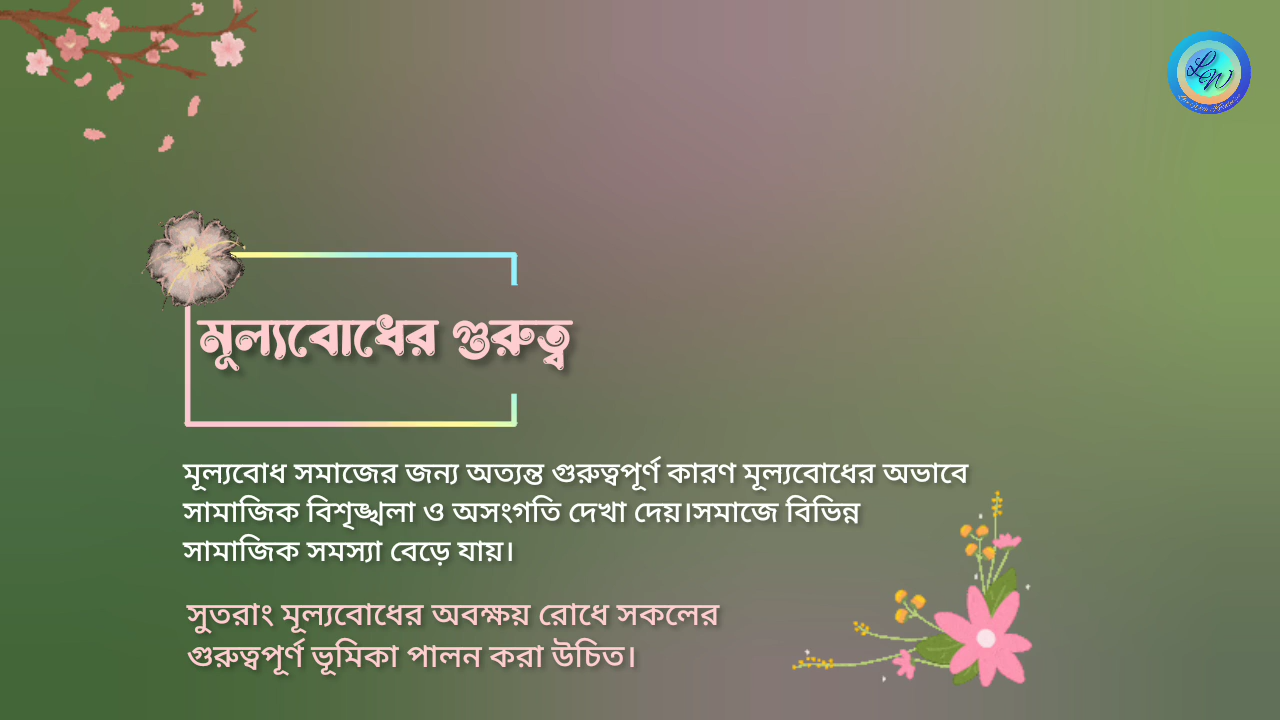 LW
মূল্যবোধের গুরুত্ব
মূল্যবোধ সমাজের জন্য অত্যন্ত গুরুত্বপূর্ণ কারণ মূল্যবোধের অভাবে
সামাজিক বিশৃঙ্খলা ও অসংগতি দেখা দেয়।সমাজে বিভিন্ন
সামাজিক সমস্যা বেড়ে যায়।
সুতরাং মূল্যবোধের অবক্ষয় রোধে সকলের
গুরুত্বপূর্ণ ভূমিকা পালন করা উচিত।